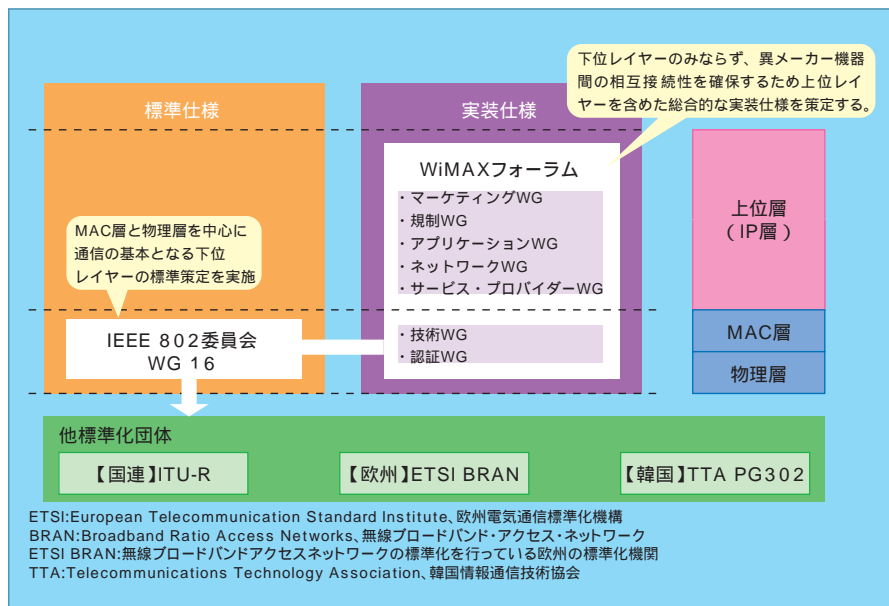 下位レイヤーのみならず、異メーカー機器
間の相互接続性を確保するため上位レイ
ヤーを含めた総合的な実装仕様を策定する。
標準仕様
実装仕様
WiMAXフォーラム
・マーケティングWG
・規制WG
・アプリケーションWG
・ネットワークWG
・サービス・プロバイダーWG
上位層
(IP層)
MAC層と物理層を中心に
通信の基本となる下位
レイヤーの標準策定を実施
IEEE 802委員会
WG 16
・技術WG
・認証WG
MAC層
物理層
他標準化団体
【国連】ITU-R
【欧州】ETSI BRAN
【韓国】TTA PG302
ETSI:European Telecommunication Standard Institute、欧州電気通信標準化機構
BRAN:Broadband Ratio Access Networks、無線ブロードバンド・アクセス・ネットワーク
ETSI BRAN:無線ブロードバンドアクセスネットワークの標準化を行っている欧州の標準化機関
TTA:Telecommunications Technology Association、韓国情報通信技術協会